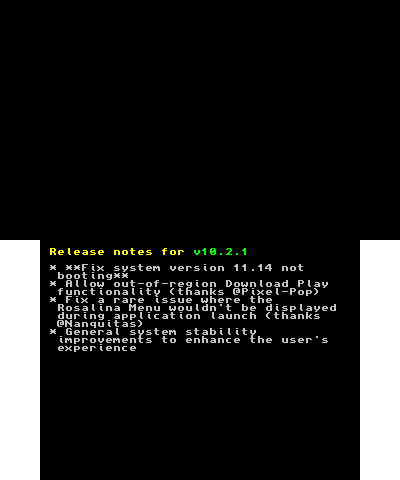 Release notes for v10.2.1
* **Fix system version 11.14 not
booting**
* Allow out-of-region Download Play
functionality (thanks @Pixel-Pop)
* Fix a rare issue where the
Rosalina Menu wouldn't be displayed
during application launch (thanks
@Nanquitas)
* General system stability
improvements to enhance the user's
experience